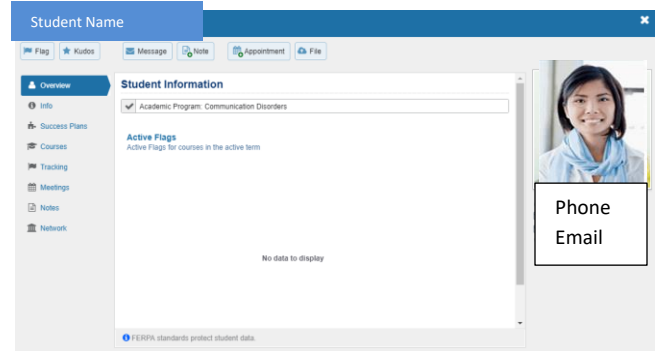 Student Name
Flag Kudos Message Note Appointment File
Overview
Info
Success Plans
Courses
Tracking
Meetings
Notes
Network
Student Information
Academic Program: Communication Disorders
Active Flags
Active Flags for courses in the active term
No data to display
FERPA standards protect student data.
Phone
Email